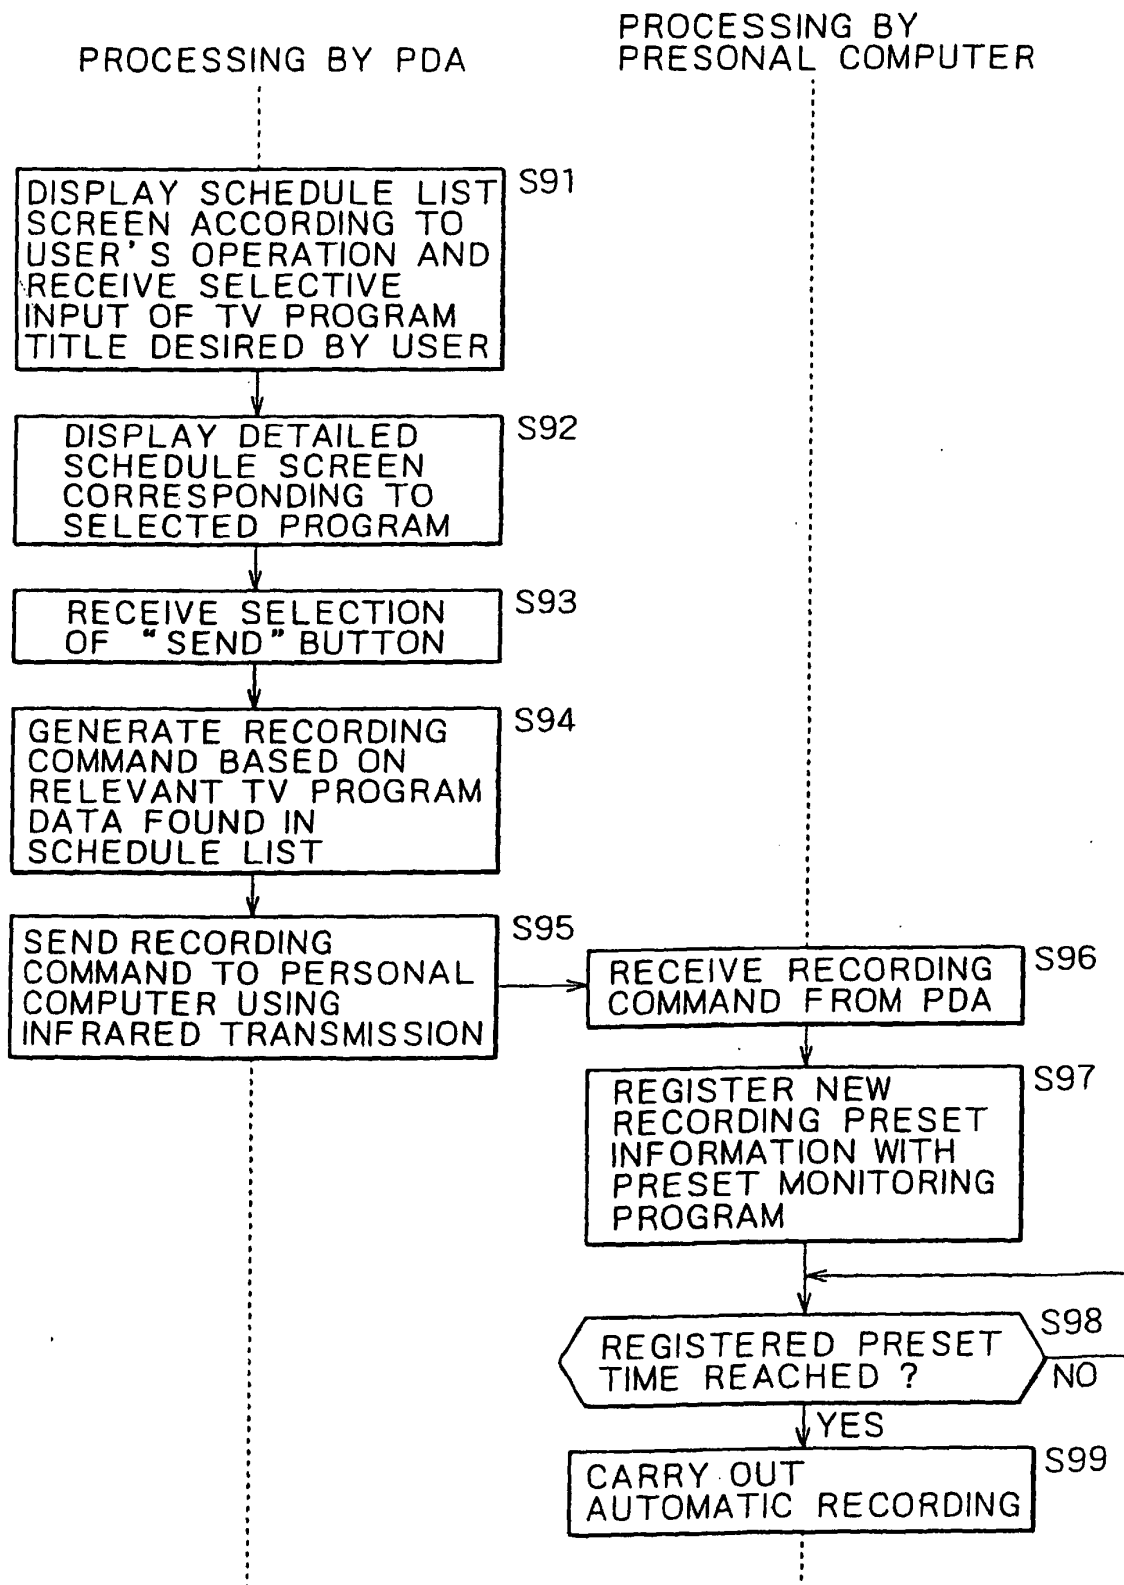 PROCESSING BY PDA
PROCESSING BY
PRESONAL COMPUTER
S91
DISPLAY SCHEDULE LIST
SCREEN ACCORDING TO
USER'S OPERATION AND
RECEIVE SELECTIVE
INPUT OF TV PROGRAM
TITLE DESIRED BY USER
S92
DISPLAY DETAILED
SCHEDULE SCREEN
CORRESPONDING TO
SELECTED PROGRAM
S93
RECEIVE SELECTION
OF "SEND" BUTTON
S94
GENERATE RECORDING
COMMAND BASED ON
RELEVANT TV PROGRAM
DATA FOUND IN
SCHEDULE LIST
S95
SEND RECORDING
COMMAND TO PERSONAL
COMPUTER USING
INFRARED TRANSMISSION
S96
RECEIVE RECORDING
COMMAND FROM PDA
S97
REGISTER NEW
RECORDING PRESET
INFORMATION WITH
PRESET MONITORING
PROGRAM
S98
REGISTERED PRESET
TIME REACHED ?
NO
YES
S99
CARRY OUT
AUTOMATIC RECORDING